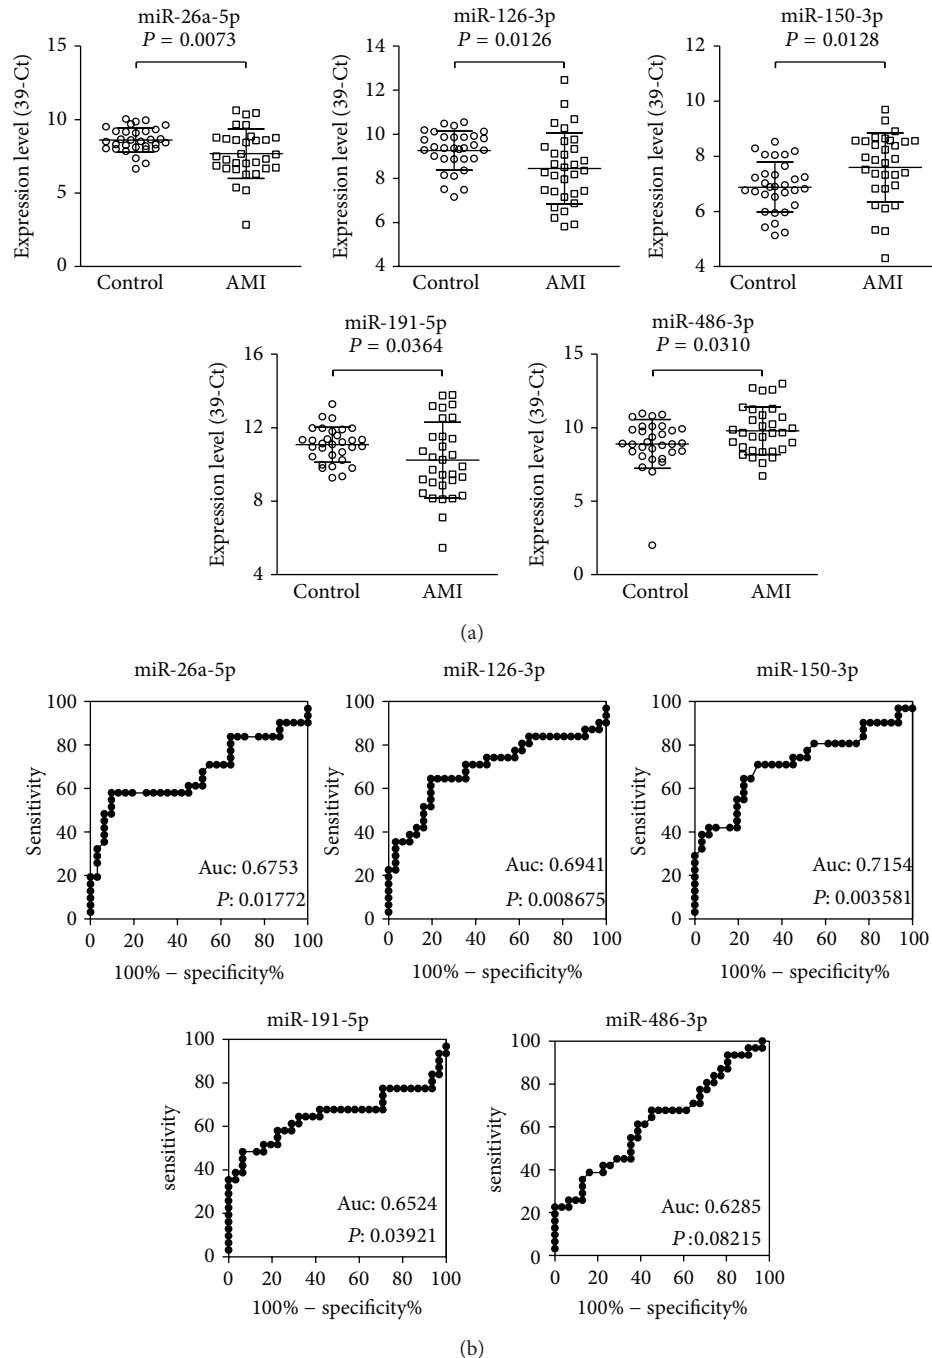 miR-26a-5p
P = 0.0073
Expression level (39-Ct)
15
10
5
0
Control
AMI
miR-126-3p
P = 0.0126
Expression level (39-Ct)
14
12
10
8
6
4
Control
AMI
miR-150-3p
P = 0.0128
Expression level (39-Ct)
12
10
8
6
4
Control
AMI
miR-191-5p
P = 0.0364
Expression level (39-Ct)
16
12
8
4
Control
AMI
miR-486-3p
P = 0.0310
Expression level (39-Ct)
15
10
5
0
Control
AMI
(a)
miR-26a-5p
Sensitivity
100
80
60
40
20
0
Auc: 0.6753
P: 0.01772
0 20 40 60 80 100
100% − specificity%
miR-126-3p
Sensitivity
100
80
60
40
20
0
Auc: 0.6941
P: 0.008675
0 20 40 60 80 100
100% − specificity%
miR-150-3p
Sensitivity
100
80
60
40
20
0
Auc: 0.7154
P: 0.003581
0 20 40 60 80 100
100% − specificity%
miR-191-5p
sensitivity
100
80
60
40
20
0
Auc: 0.6524
P: 0.03921
0 20 40 60 80 100
100% − specificity%
miR-486-3p
sensitivity
100
80
60
40
20
0
Auc: 0.6285
P :0.08215
0 20 40 60 80 100
100% − specificity%
(b)